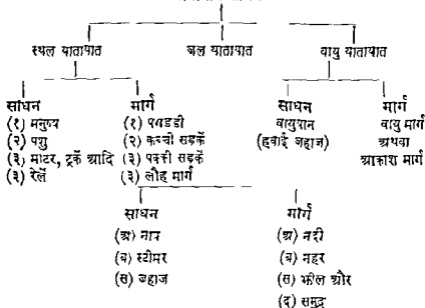 स्थल यातायात जल यातायात वायु यातायात
साधन मार्ग साधन मार्ग
(१) मनुष्य (१) पगडंडी वायुयान वायु मार्ग
(२) पशु (२) कच्ची सड़कें (हवाई जहाज) अथवा
(३) मोटर, ट्रकें आदि (३) पक्की सड़कें आकाश मार्ग
(३) रेलें (३) लौह मार्ग
साधन मार्ग
(अ) नाव (अ) नदी
(ब) स्टीमर (ब) नहर
(स) जहाज (स) झील और
(द) समुद्र